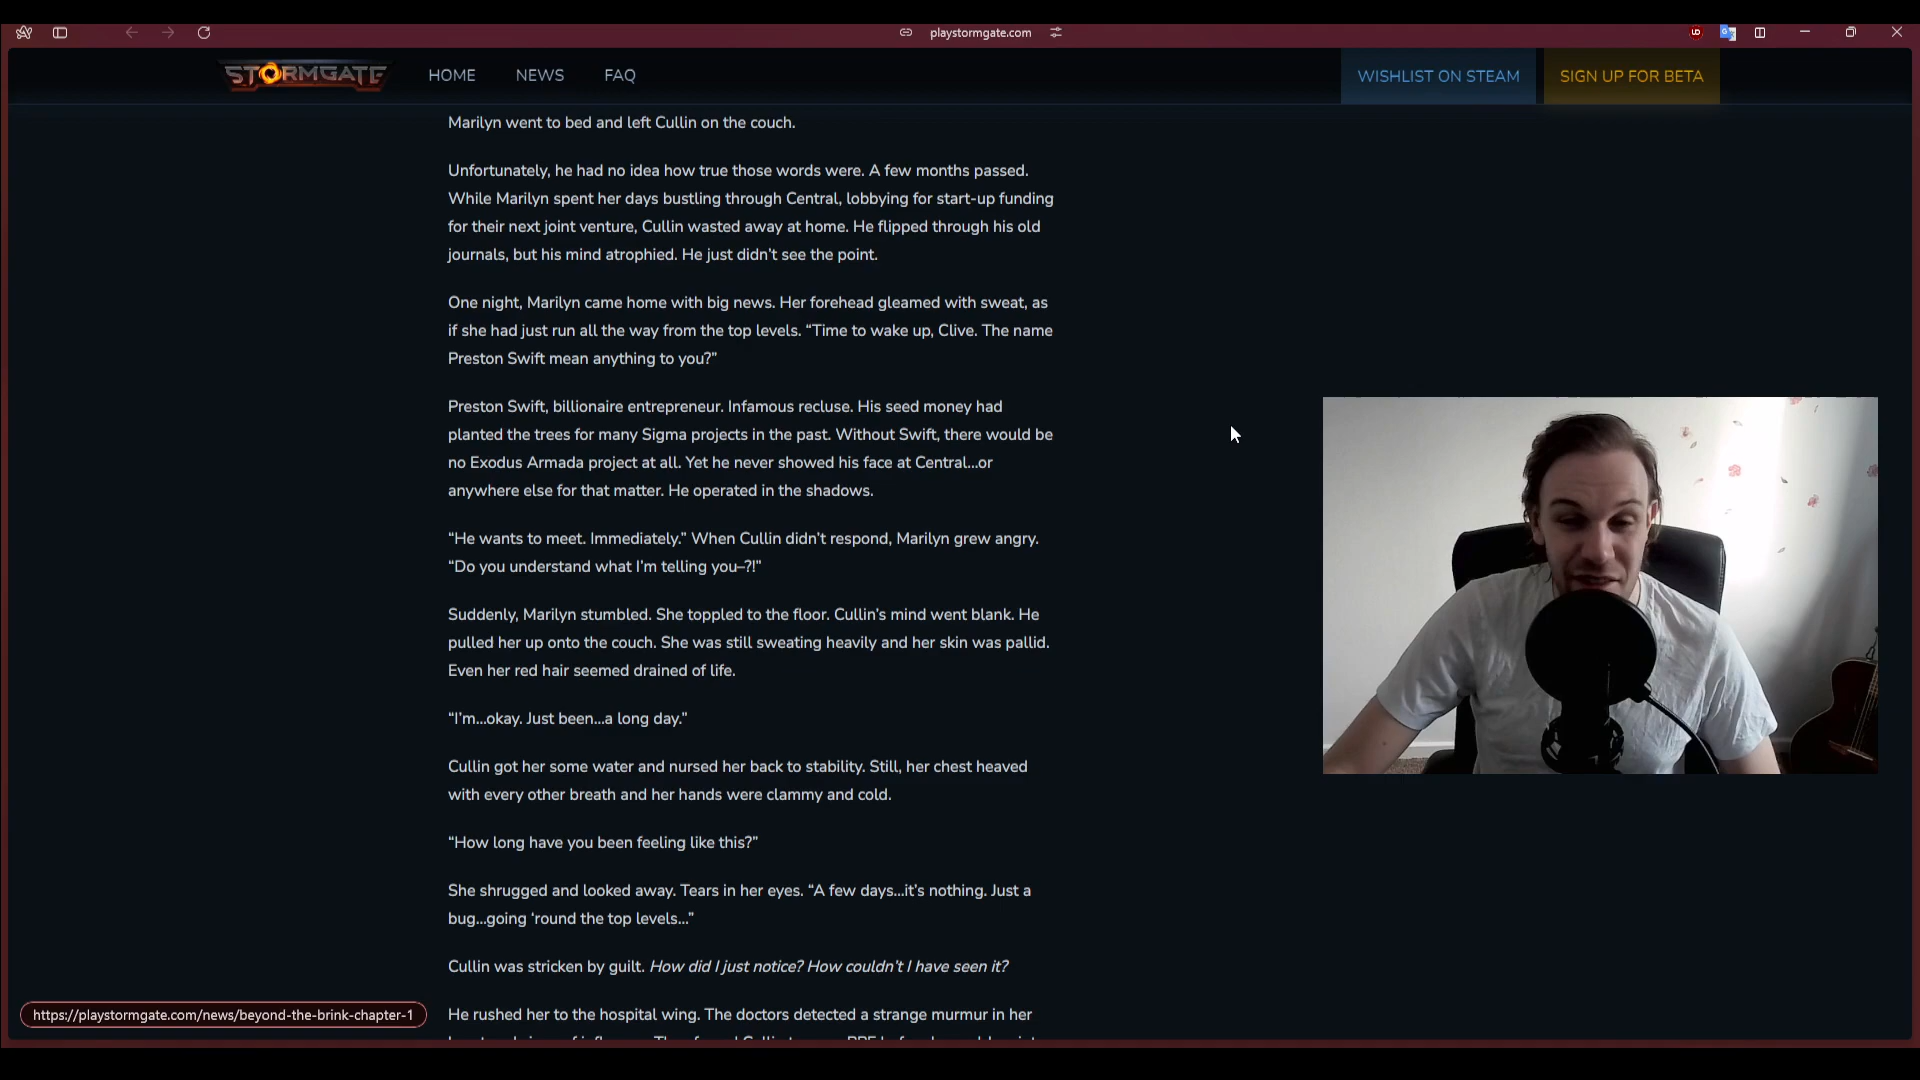 playstormgate.com
STORMGATE
HOME
NEWS
FAQ
WISHLIST ON STEAM
SIGN UP FOR BETA
Marilyn went to bed and left Cullin on the couch.
Unfortunately, he had no idea how true those words were. A few months passed.
While Marilyn spent her days bustling through Central, lobbying for start-up funding
for their next joint venture, Cullin wasted away at home. He flipped through his old
journals, but his mind atrophied. He just didn’t see the point.
One night, Marilyn came home with big news. Her forehead gleamed with sweat, as
if she had just run all the way from the top levels. “Time to wake up, Clive. The name
Preston Swift mean anything to you?”
Preston Swift, billionaire entrepreneur. Infamous recluse. His seed money had
planted the trees for many Sigma projects in the past. Without Swift, there would be
no Exodus Armada project at all. Yet he never showed his face at Central…or
anywhere else for that matter. He operated in the shadows.
“He wants to meet. Immediately.” When Cullin didn’t respond, Marilyn grew angry.
“Do you understand what I’m telling you–?!”
Suddenly, Marilyn stumbled. She toppled to the floor. Cullin’s mind went blank. He
pulled her up onto the couch. She was still sweating heavily and her skin was pallid.
Even her red hair seemed drained of life.
“I’m…okay. Just been…a long day.”
Cullin got her some water and nursed her back to stability. Still, her chest heaved
with every other breath and her hands were clammy and cold.
“How long have you been feeling like this?”
She shrugged and looked away. Tears in her eyes. “A few days…it’s nothing. Just a
bug…going ‘round the top levels…”
Cullin was stricken by guilt. How did I just notice? How couldn’t I have seen it?
He rushed her to the hospital wing. The doctors detected a strange murmur in her
https://playstormgate.com/news/beyond-the-brink-chapter-1